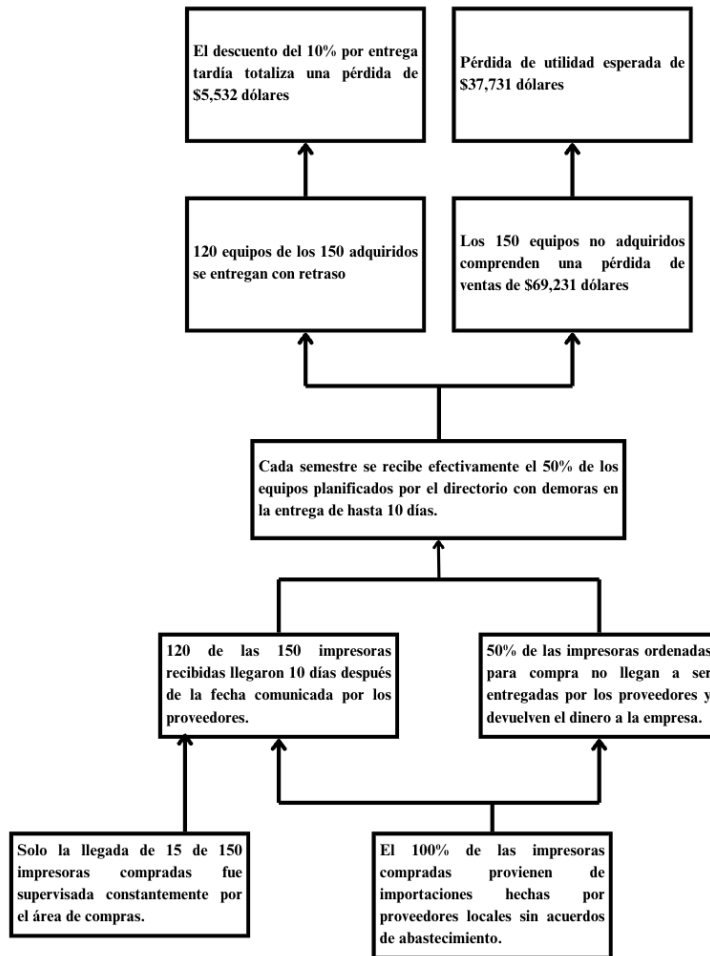 El descuento del 10% por entrega
tardía totaliza una pérdida de
$5,532 dólares
Pérdida de utilidad esperada de
$37,731 dólares
120 equipos de los 150 adquiridos
se entregan con retraso
Los 150 equipos no adquiridos
comprenden una pérdida de
ventas de $69,231 dólares
Cada semestre se recibe efectivamente el 50% de los
equipos planificados por el directorio con demoras en
la entrega de hasta 10 días.
120 de las 150 impresoras
recibidas llegaron 10 días después
de la fecha comunicada por los
proveedores.
50% de las impresoras ordenadas
para compra no llegan a ser
entregadas por los proveedores y
devuelven el dinero a la empresa.
Solo la llegada de 15 de 150
impresoras compradas fue
supervisada constantemente por
el área de compras.
El 100% de las impresoras
compradas provienen de
importaciones hechas por
proveedores locales sin acuerdos
de abastecimiento.